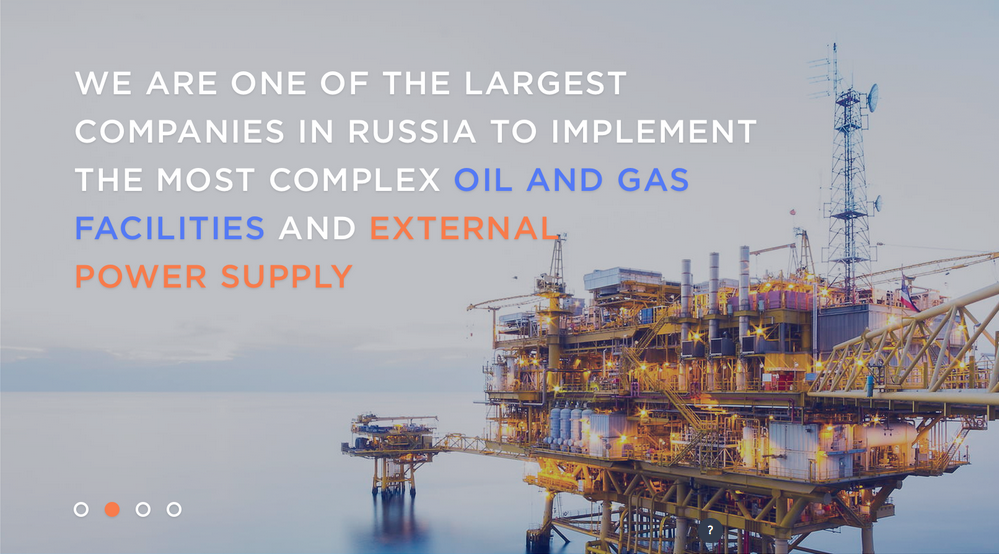 WE ARE ONE OF THE LARGEST
COMPANIES IN RUSSIA TO IMPLEMENT
THE MOST COMPLEX OIL AND GAS
FACILITIES AND EXTERNAL
POWER SUPPLY
?